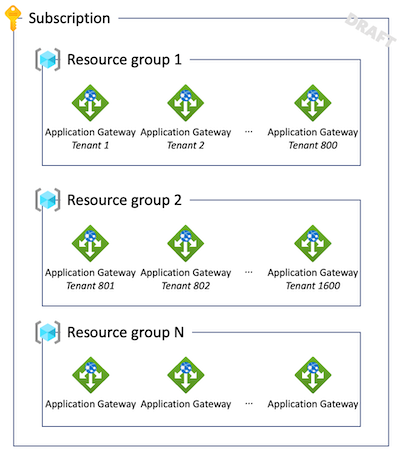 Subscription
DRAFT
Resource group 1
Application Gateway Application Gateway ... Application Gateway
Tenant 1 Tenant 2 Tenant 800
Resource group 2
Application Gateway Application Gateway ... Application Gateway
Tenant 801 Tenant 802 Tenant 1600
Resource group N
Application Gateway Application Gateway ... Application Gateway